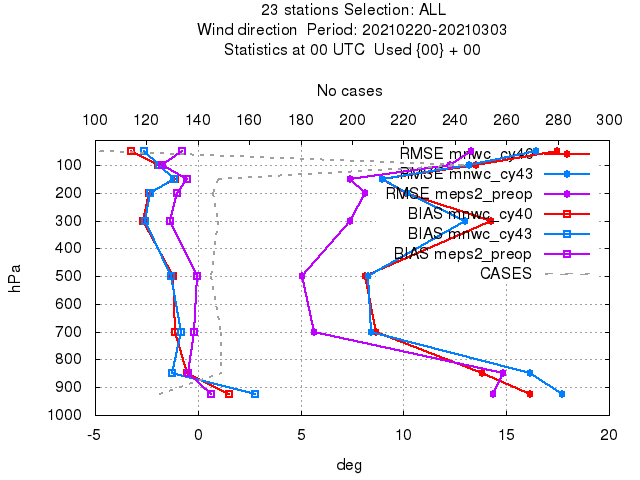 23 stations Selection: ALL
Wind direction  Period: 20210220-20210303
Statistics at 00 UTC  Used {00} + 00
No cases
100 120 140 160 180 200 220 240 260 280 300
RMSE mnwc_cy40
RMSE mnwc_cy43
RMSE meps2_preop
BIAS mnwc_cy40
BIAS mnwc_cy43
BIAS meps2_preop
CASES
hPa
100
200
300
400
500
600
700
800
900
1000
-5 0 5 10 15 20
deg